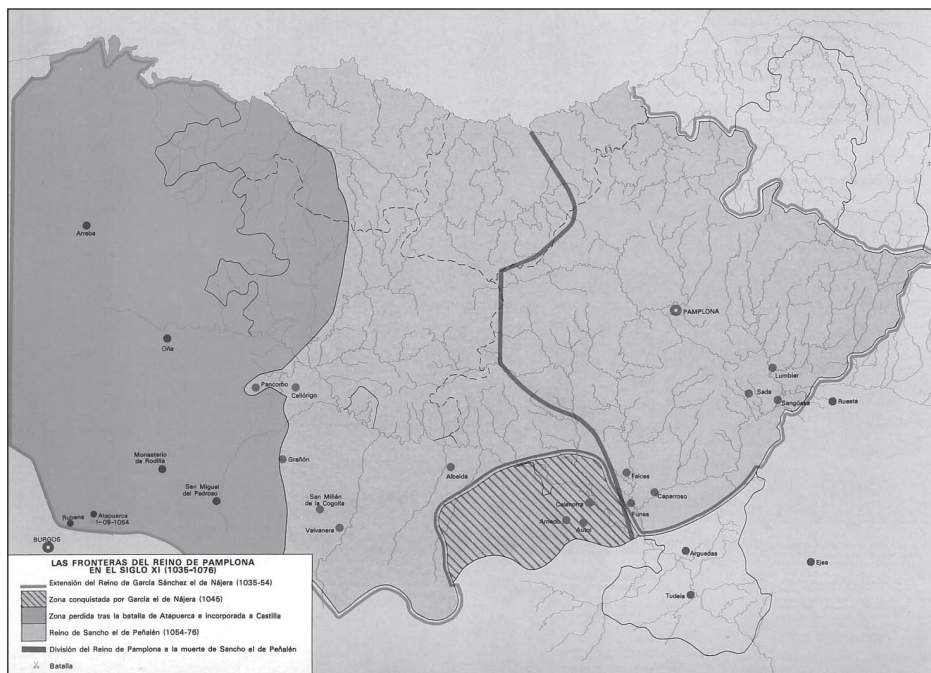 Arreba
Oña
Pancorbo
Cellórigo
PAMPLONA
Lumbier
Sada
Sangüesa
Ruesta
Monasterio
de Rodilla
Grañón
San Miguel
del Pedroso
San Millán
de la Cogolla
Valvanera
Albelda
Falces
Caparroso
Calahorra
Funes
Arnedo
Autol
Rubena
Atapuerca
1-09-1054
BURGOS
Arguedas
Ejea
Tudela
LAS FRONTERAS DEL REINO DE PAMPLONA
EN EL SIGLO XI (1035-1076)
Extensión del Reino de García Sánchez el de Nájera (1035-54)
Zona conquistada por García el de Nájera (1045)
Zona perdida tras la batalla de Atapuerca e incorporada a Castilla
Reino de Sancho el de Peñalén (1054-76)
División del Reino de Pamplona a la muerte de Sancho el de Peñalén
Batalla